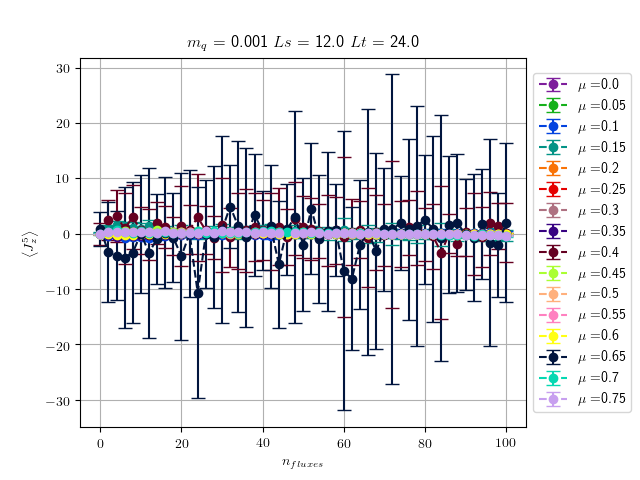 m_q = 0.001 Ls = 12.0 Lt = 24.0
30
20
10
0
−10
−20
−30
⟨J_z^5⟩
0 20 40 60 80 100
n_{fluxes}
μ =0.0
μ =0.05
μ =0.1
μ =0.15
μ =0.2
μ =0.25
μ =0.3
μ =0.35
μ =0.4
μ =0.45
μ =0.5
μ =0.55
μ =0.6
μ =0.65
μ =0.7
μ =0.75